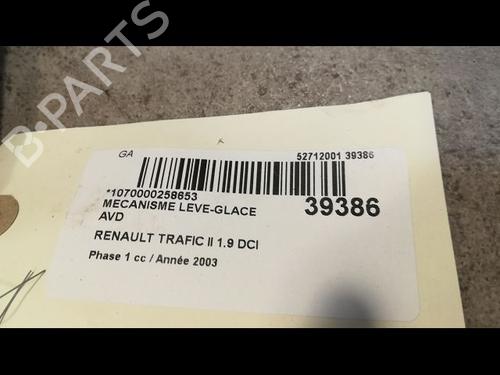 B-PARTS
GA
52712001 39386
*1070000258653
39386
MECANISME LEVE-GLACE
AVD
RENAULT TRAFIC II 1.9 DCI
Phase 1 cc / Année 2003